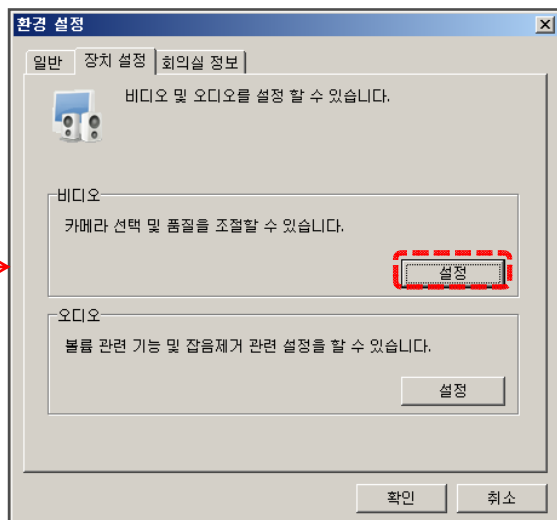 환경 설정
일반
장치 설정
회의실 정보
비디오 및 오디오를 설정 할 수 있습니다.
비디오
카메라 선택 및 품질을 조절할 수 있습니다.
설정
오디오
볼륨 관련 기능 및 잡음제거 관련 설정을 할 수 있습니다.
설정
확인
취소